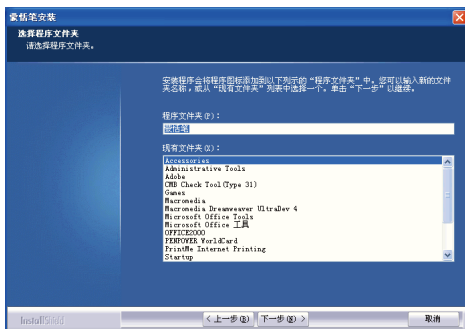 蒙恬笔安装
选择程序文件夹
请选择程序文件夹。
安装程序会将程序图标添加到以下列示的“程序文件夹”中。您可以输入新的文件
夹名称，或从“现有文件夹”列表中选择一个。单击“下一步”以继续。
程序文件夹(P)：
蒙恬笔
现有文件夹(X)：
Accessories
Administrative Tools
Adobe
CMB Check Tool(Type 31)
Games
Macromedia
Macromedia Dreamweaver UltraDev 4
Microsoft Office Tools
Microsoft Office 工具
OFFICE2000
PENPOWER WorldCard
PrintMe Internet Printing
Startup
InstallShield
<上一步(B) 下一步(N)> 取消